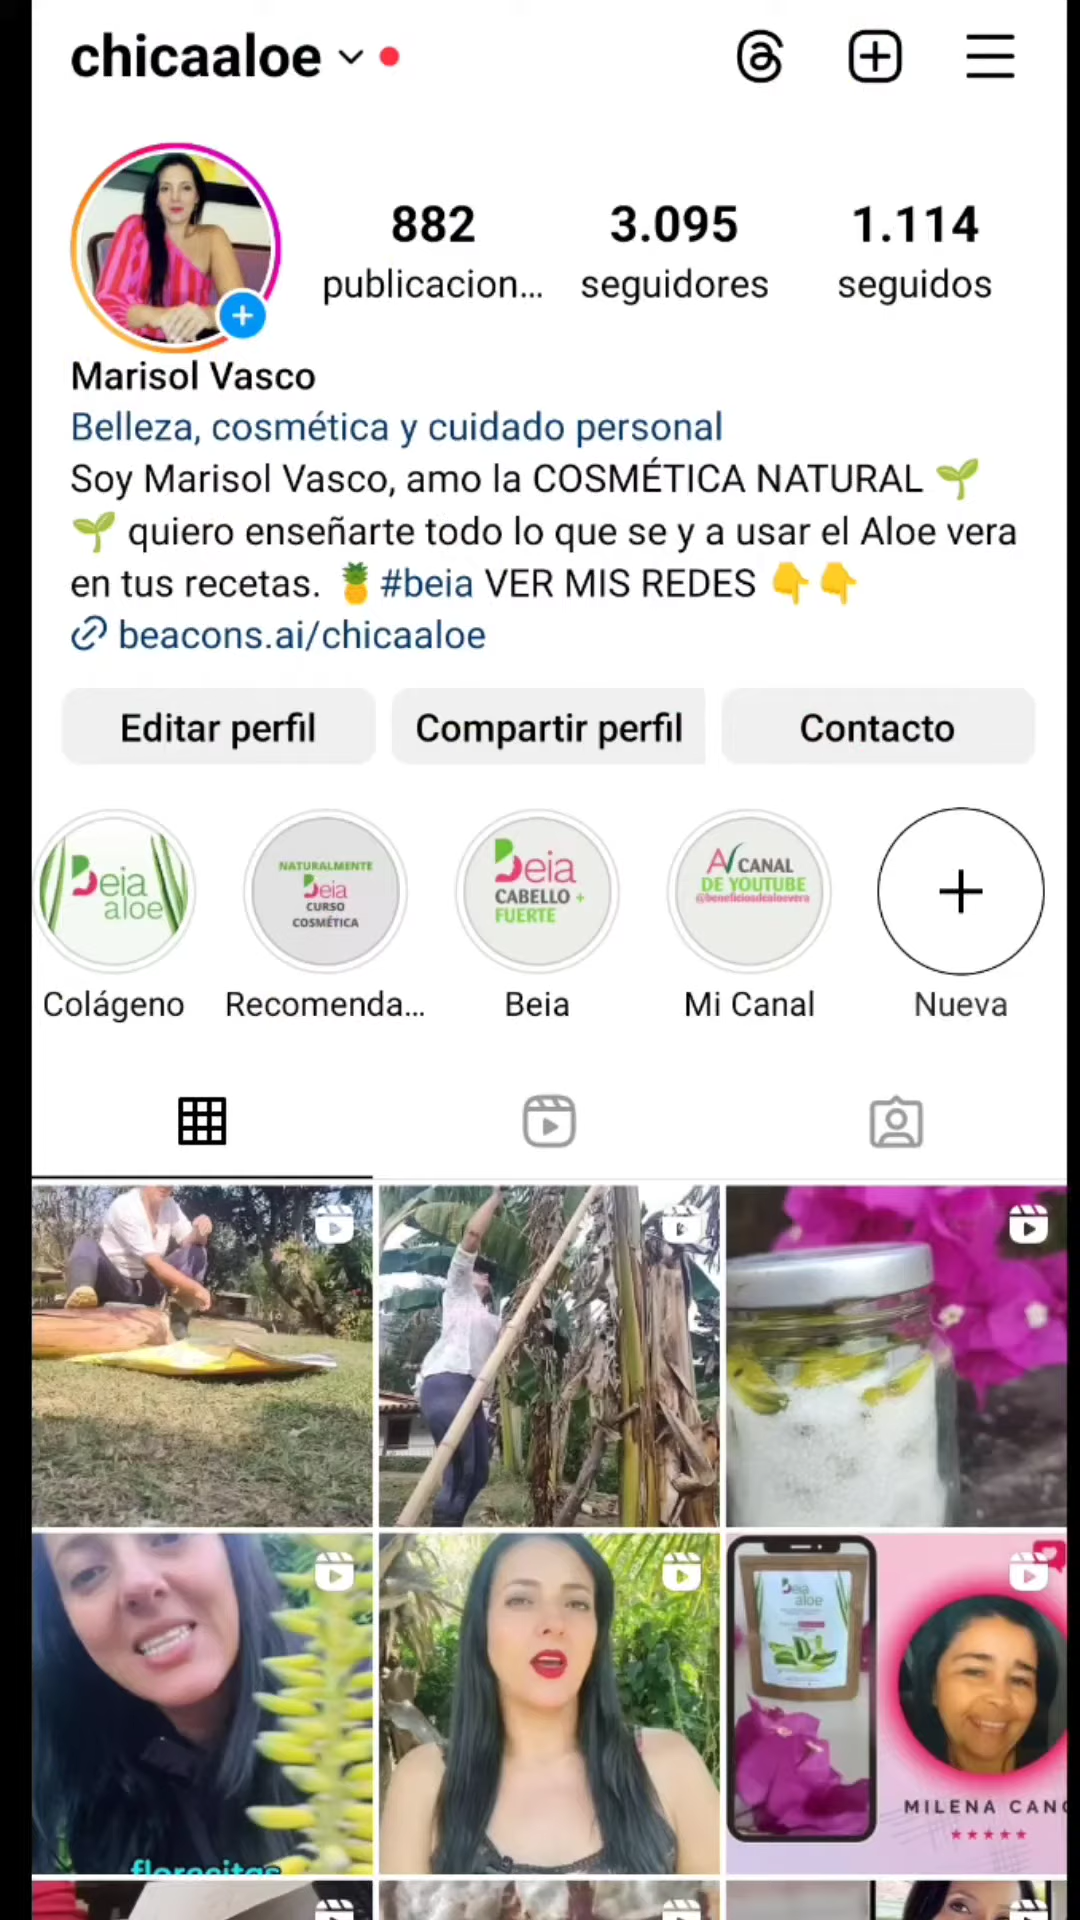 chicaaloe
882
3.095
1.114
publicacion...
seguidores
seguidos
Marisol Vasco
Belleza, cosmética y cuidado personal
Soy Marisol Vasco, amo la COSMÉTICA NATURAL 🌱
🌱 quiero enseñarte todo lo que se y a usar el Aloe vera
en tus recetas. 🍍 #beia VER MIS REDES 👇👇
beacons.ai/chicaaloe
Editar perfil
Compartir perfil
Contacto
Beia
aloe
NATURALMENTE
Beia
CURSO
COSMÉTICA
Beia
CABELLO +
FUERTE
CANAL
DE YOUTUBE
@beneficiosdealoevera
Colágeno
Recomenda...
Beia
Mi Canal
Nueva
Beia
aloe
MILENA CANO
florecitas